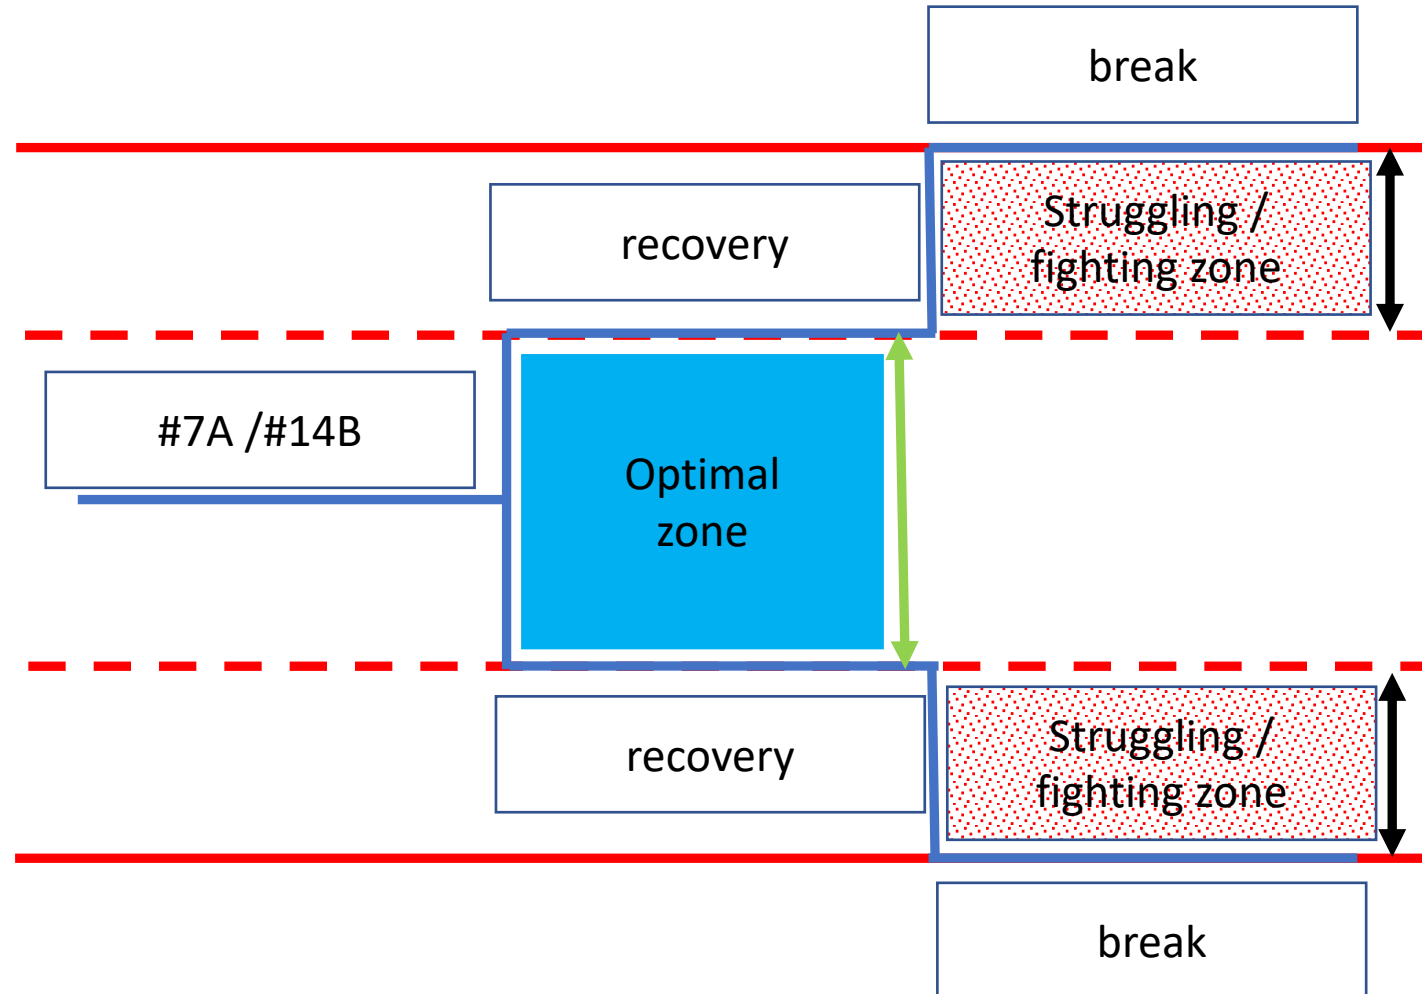 break
recovery
Struggling /
fighting zone
#7A /#14B
Optimal
zone
recovery
Struggling /
fighting zone
break